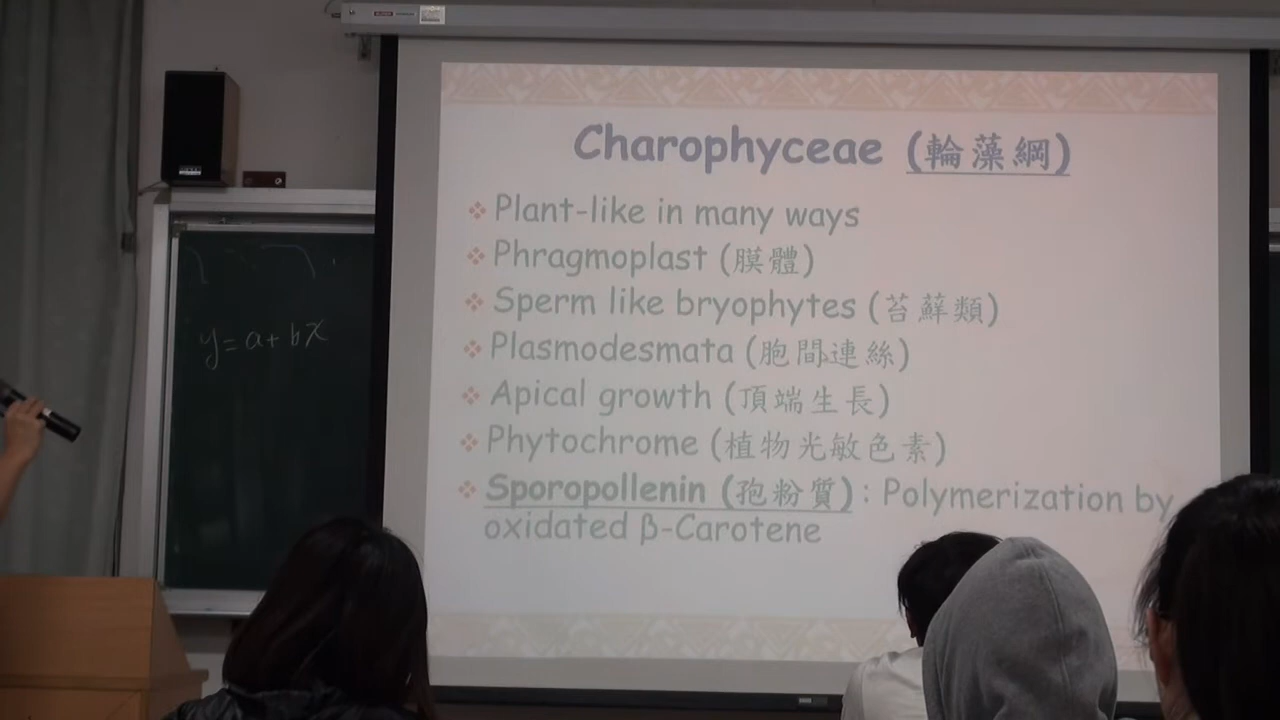 Charophyceae (輪藻綱)
Plant-like in many ways
Phragmoplast (膜體)
Sperm like bryophytes (苔蘚類)
Plasmodesmata (胞間連絲)
Apical growth (頂端生長)
Phytochrome (植物光敏色素)
Sporopollenin (孢粉質) : Polymerization by
oxidated β-Carotene
y = a + bx